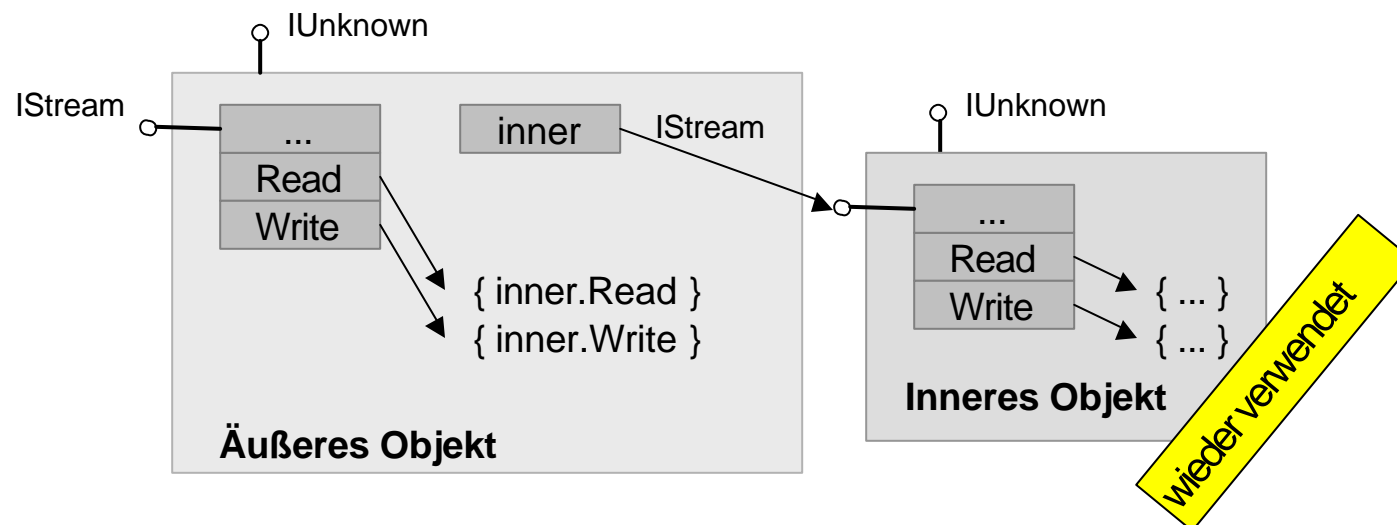 IUnknown
IStream
...
Read
Write
inner
IStream
{ inner.Read }
{ inner.Write }
Äußeres Objekt
IUnknown
...
Read
Write
{ ... }
{ ... }
Inneres Objekt
wieder verwendet